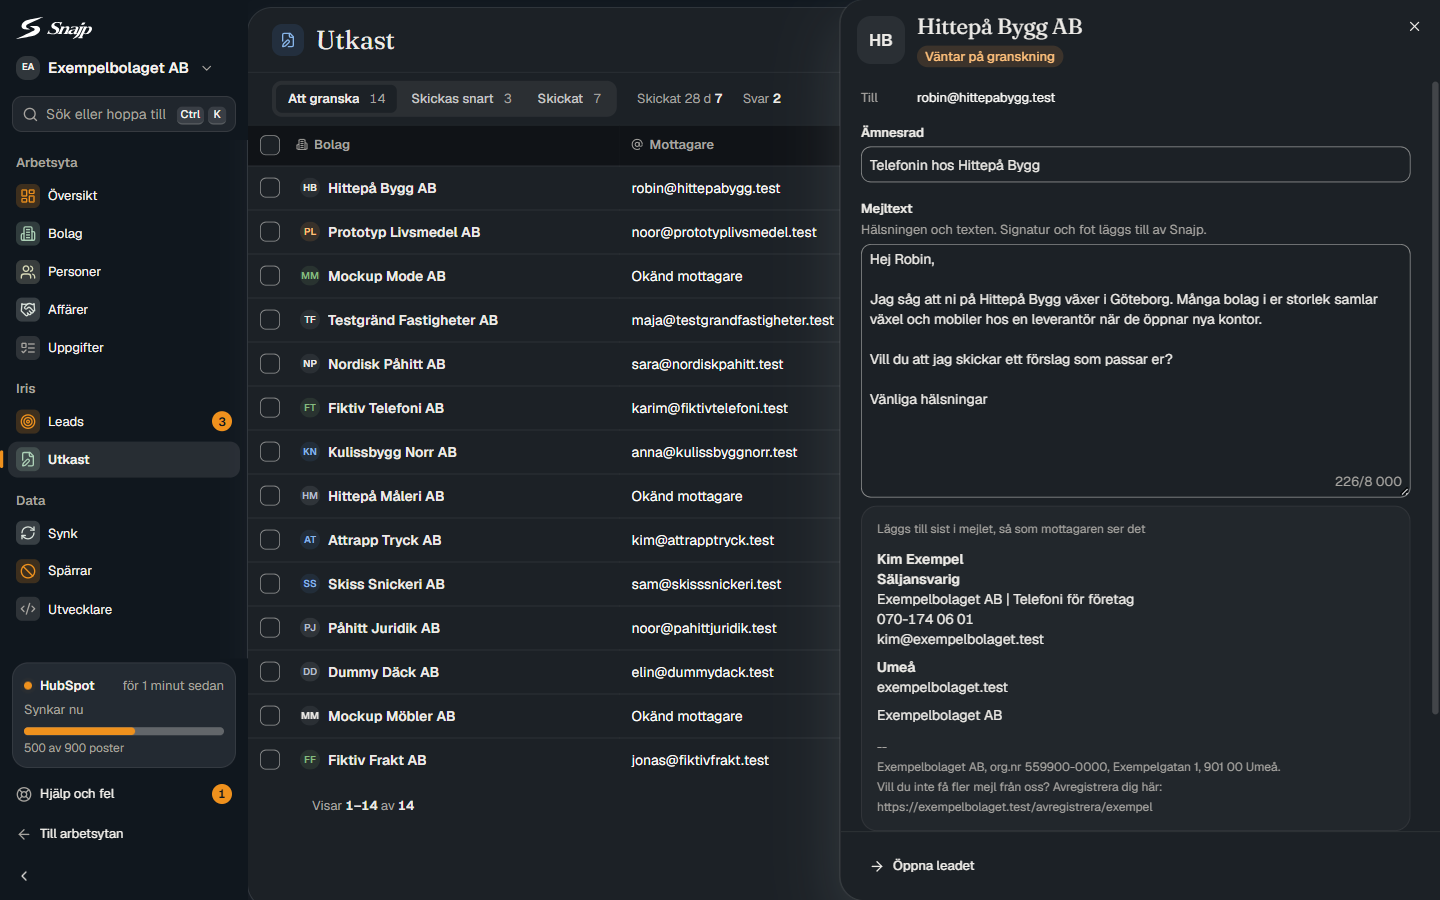 Snajp
EA Exempelbolaget AB
Sök eller hoppa till Ctrl K
Arbetsyta
Översikt
Bolag
Personer
Affärer
Uppgifter
Iris
Leads 3
Utkast
Data
Synk
Spärrar
Utvecklare
HubSpot för 1 minut sedan
Synkar nu
500 av 900 poster
Hjälp och fel 1
Till arbetsytan
Utkast
Att granska 14 Skickas snart 3 Skickat 7 Skickat 28 d 7 Svar 2
Bolag Mottagare
HB Hittepå Bygg AB robin@hittepabygg.test
PL Prototyp Livsmedel AB noor@prototyplivsmedel.test
MM Mockup Mode AB Okänd mottagare
TF Testgränd Fastigheter AB maja@testgrandfastigheter.test
NP Nordisk Påhitt AB sara@nordiskpahitt.test
FT Fiktiv Telefoni AB karim@fiktivtelefoni.test
KN Kulissbygg Norr AB anna@kulissbyggnorr.test
HM Hittepå Måleri AB Okänd mottagare
AT Attrapp Tryck AB kim@attrapptryck.test
SS Skiss Snickeri AB sam@skisssnickeri.test
PJ Påhitt Juridik AB noor@pahittjuridik.test
DD Dummy Däck AB elin@dummydack.test
MM Mockup Möbler AB Okänd mottagare
FF Fiktiv Frakt AB jonas@fiktivfrakt.test
Visar 1–14 av 14
HB Hittepå Bygg AB
Väntar på granskning
Till robin@hittepabygg.test
Ämnesrad
Telefonin hos Hittepå Bygg
Mejltext
Hälsningen och texten. Signatur och fot läggs till av Snajp.
Hej Robin,
Jag såg att ni på Hittepå Bygg växer i Göteborg. Många bolag i er storlek samlar
växel och mobiler hos en leverantör när de öppnar nya kontor.
Vill du att jag skickar ett förslag som passar er?
Vänliga hälsningar
226/8 000
Läggs till sist i mejlet, så som mottagaren ser det
Kim Exempel
Säljansvarig
Exempelbolaget AB | Telefoni för företag
070-174 06 01
kim@exempelbolaget.test
Umeå
exempelbolaget.test
Exempelbolaget AB
--
Exempelbolaget AB, org.nr 559900-0000, Exempelgatan 1, 901 00 Umeå.
Vill du inte få fler mejl från oss? Avregistrera dig här:
https://exempelbolaget.test/avregistrera/exempel
Öppna leadet